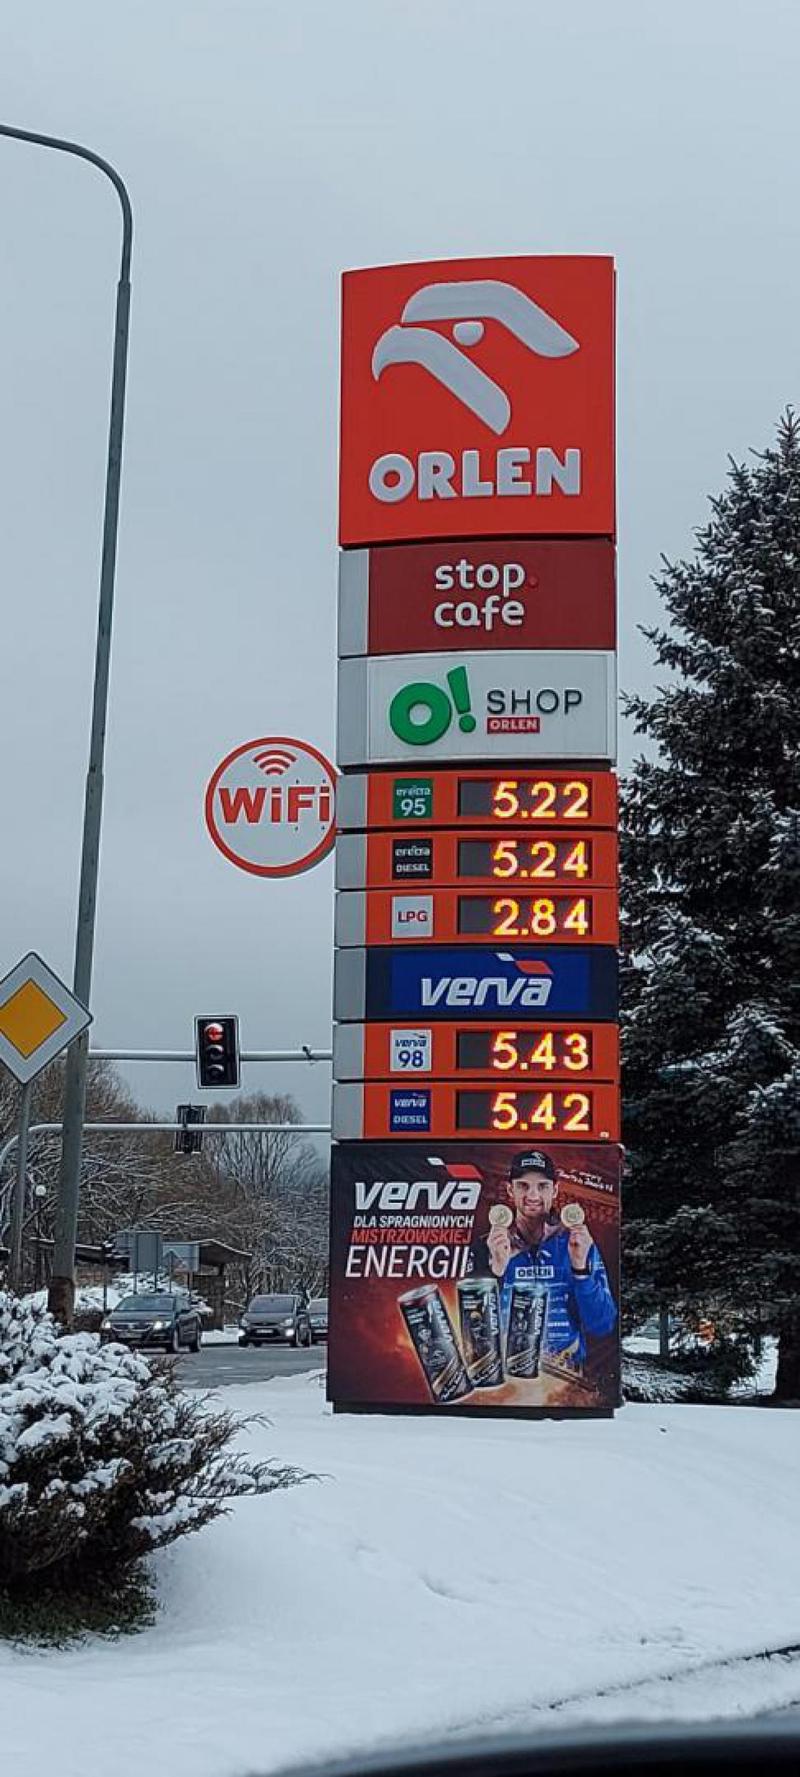 ORLEN
stop
cafe
O! SHOP
ORLEN
WiFi
efecta
95
5.22
efecta
DIESEL
5.24
LPG
2.84
verva
verva
98
5.43
verva
DIESEL
5.42
verva
DLA SPRAGNIONYCH
MISTRZOWSKIEJ
ENERGII
ORLEN